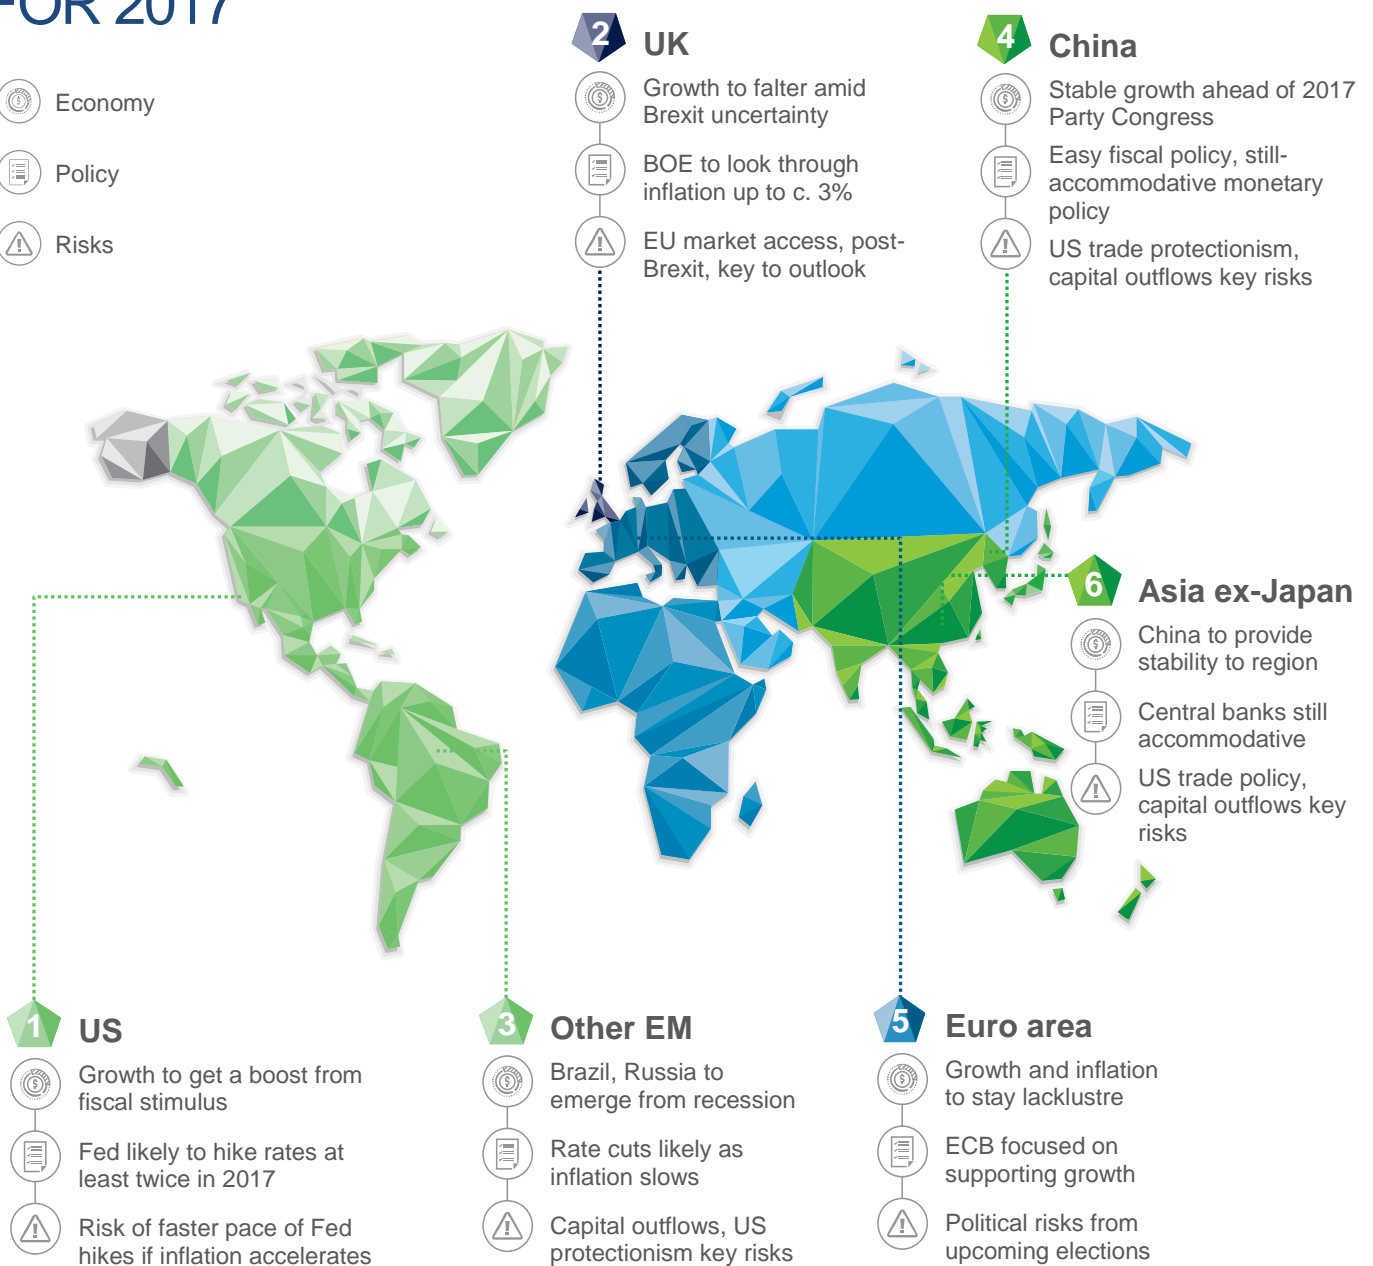 FOR 2017
Economy
Policy
Risks
2 UK
Growth to falter amid
Brexit uncertainty
BOE to look through
inflation up to c. 3%
EU market access, post-
Brexit, key to outlook
4 China
Stable growth ahead of 2017
Party Congress
Easy fiscal policy, still-
accommodative monetary
policy
US trade protectionism,
capital outflows key risks
6 Asia ex-Japan
China to provide
stability to region
Central banks still
accommodative
US trade policy,
capital outflows key
risks
1 US
Growth to get a boost from
fiscal stimulus
Fed likely to hike rates at
least twice in 2017
Risk of faster pace of Fed
hikes if inflation accelerates
3 Other EM
Brazil, Russia to
emerge from recession
Rate cuts likely as
inflation slows
Capital outflows, US
protectionism key risks
5 Euro area
Growth and inflation
to stay lacklustre
ECB focused on
supporting growth
Political risks from
upcoming elections